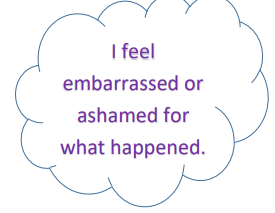 I feel
embarrassed or
ashamed for
what happened.